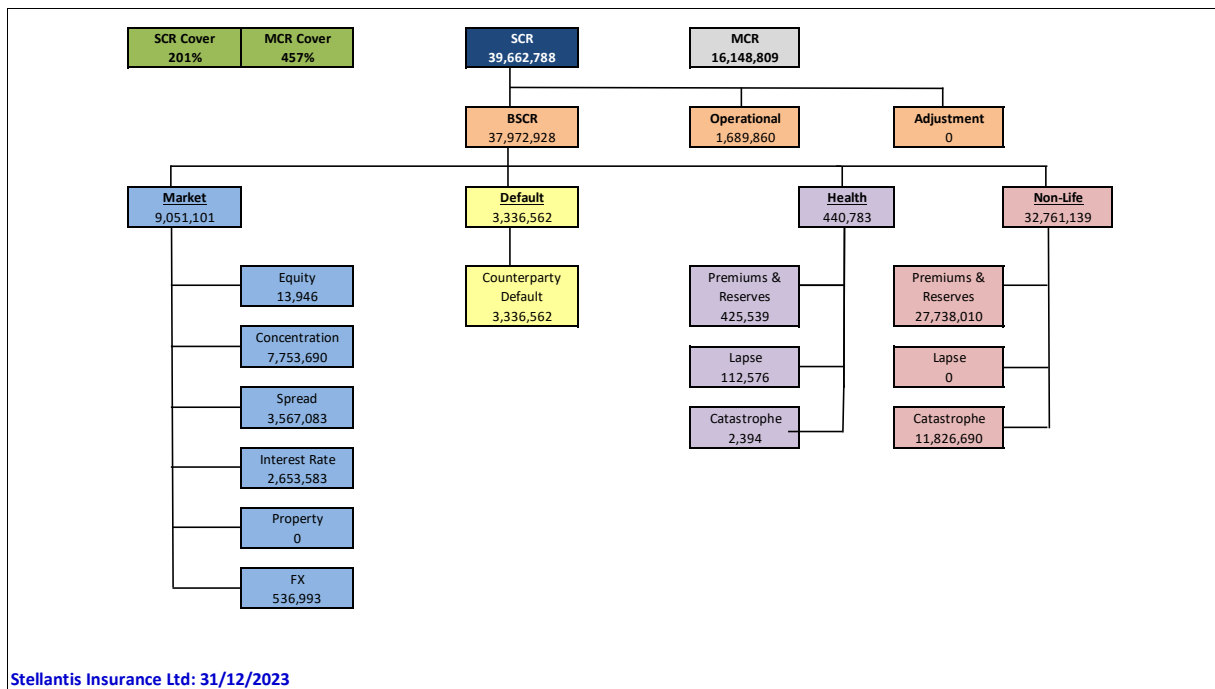 SCR Cover
201%
MCR Cover
457%
SCR
39,662,788
MCR
16,148,809
BSCR
37,972,928
Operational
1,689,860
Adjustment
0
Market
9,051,101
Default
3,336,562
Health
440,783
Non-Life
32,761,139
Equity
13,946
Concentration
7,753,690
Spread
3,567,083
Interest Rate
2,653,583
Property
0
FX
536,993
Counterparty
Default
3,336,562
Premiums &
Reserves
425,539
Lapse
112,576
Catastrophe
2,394
Premiums &
Reserves
27,738,010
Lapse
0
Catastrophe
11,826,690
Stellantis Insurance Ltd: 31/12/2023